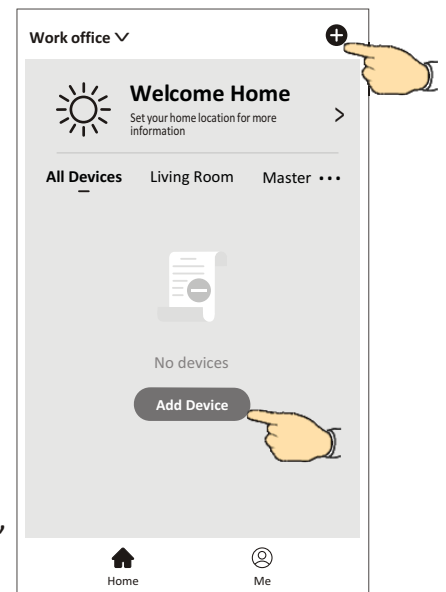 Work office
Welcome Home
Set your home location for more
information
All Devices
Living Room
Master
No devices
Add Device
Home
Me